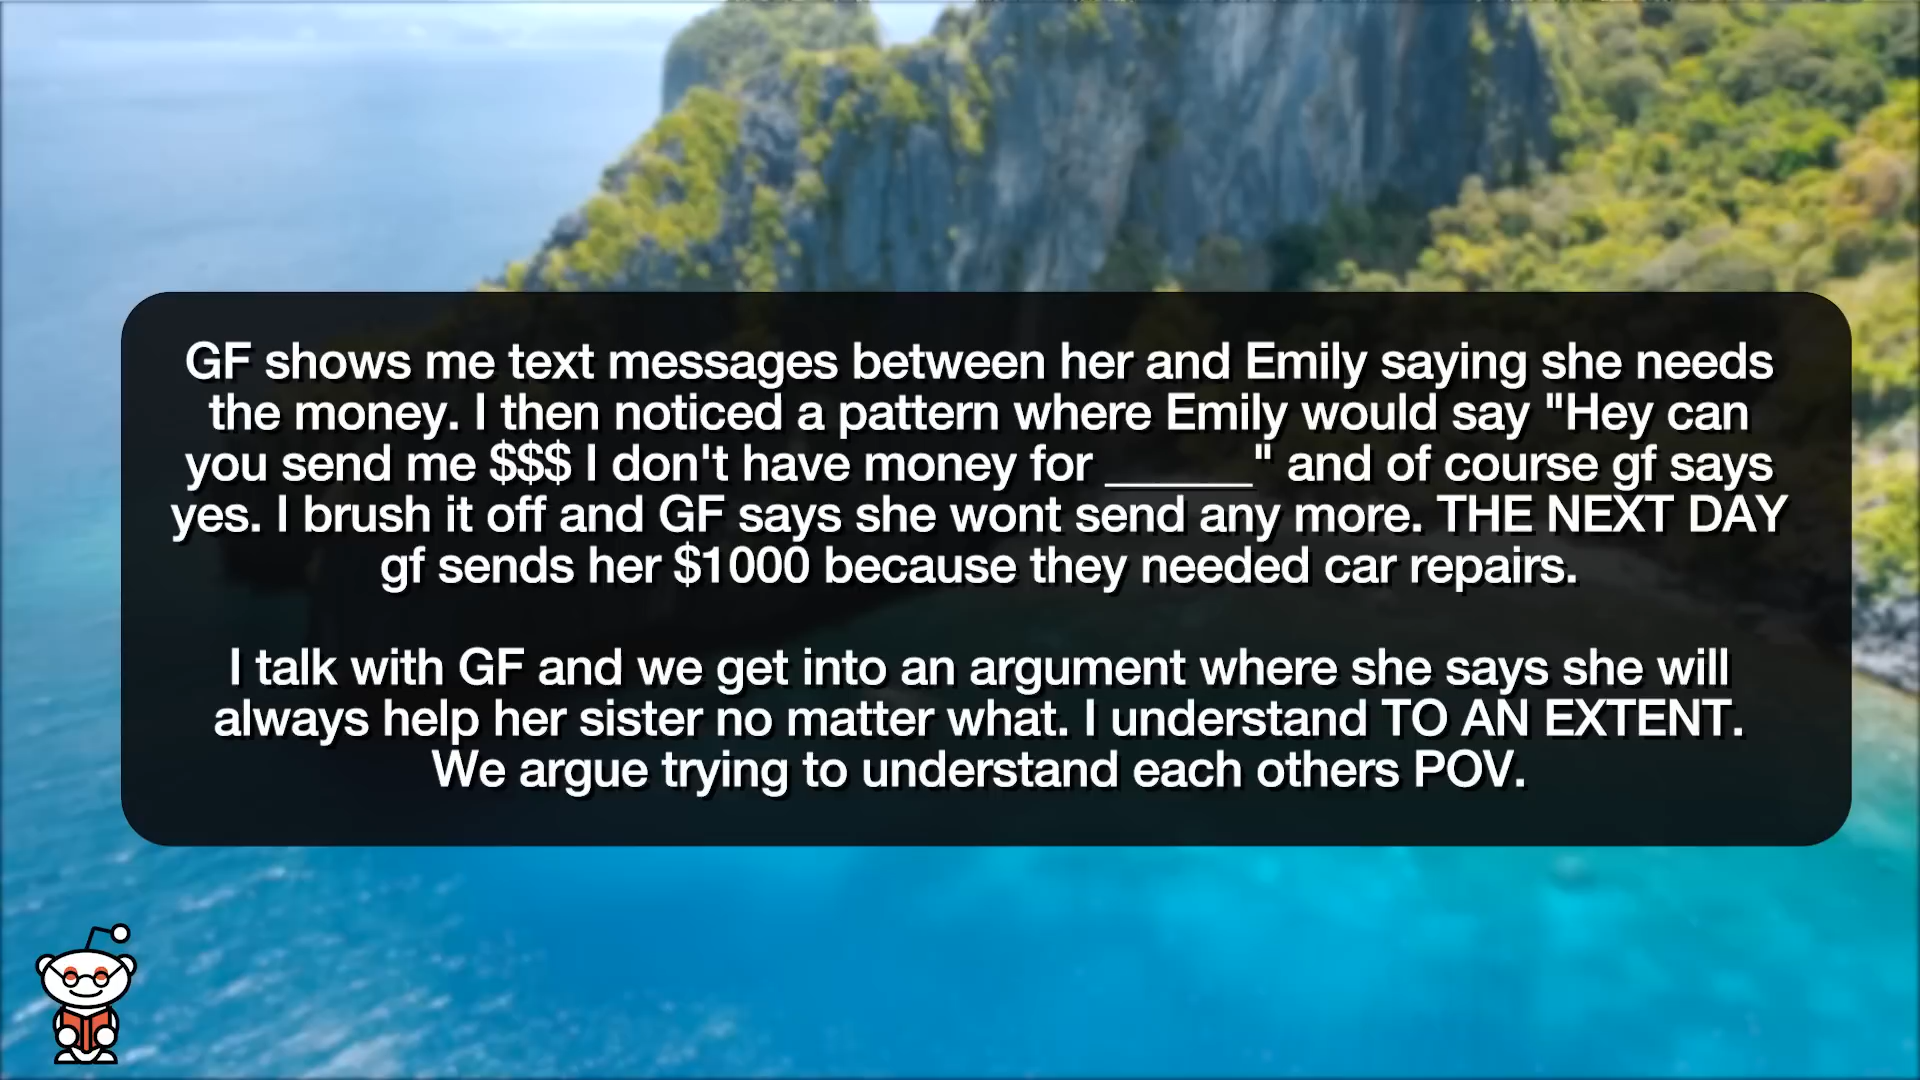 GF shows me text messages between her and Emily saying she needs
the money. I then noticed a pattern where Emily would say "Hey can
you send me $$$ I don't have money for ______" and of course gf says
yes. I brush it off and GF says she wont send any more. THE NEXT DAY
gf sends her $1000 because they needed car repairs.
I talk with GF and we get into an argument where she says she will
always help her sister no matter what. I understand TO AN EXTENT.
We argue trying to understand each others POV.